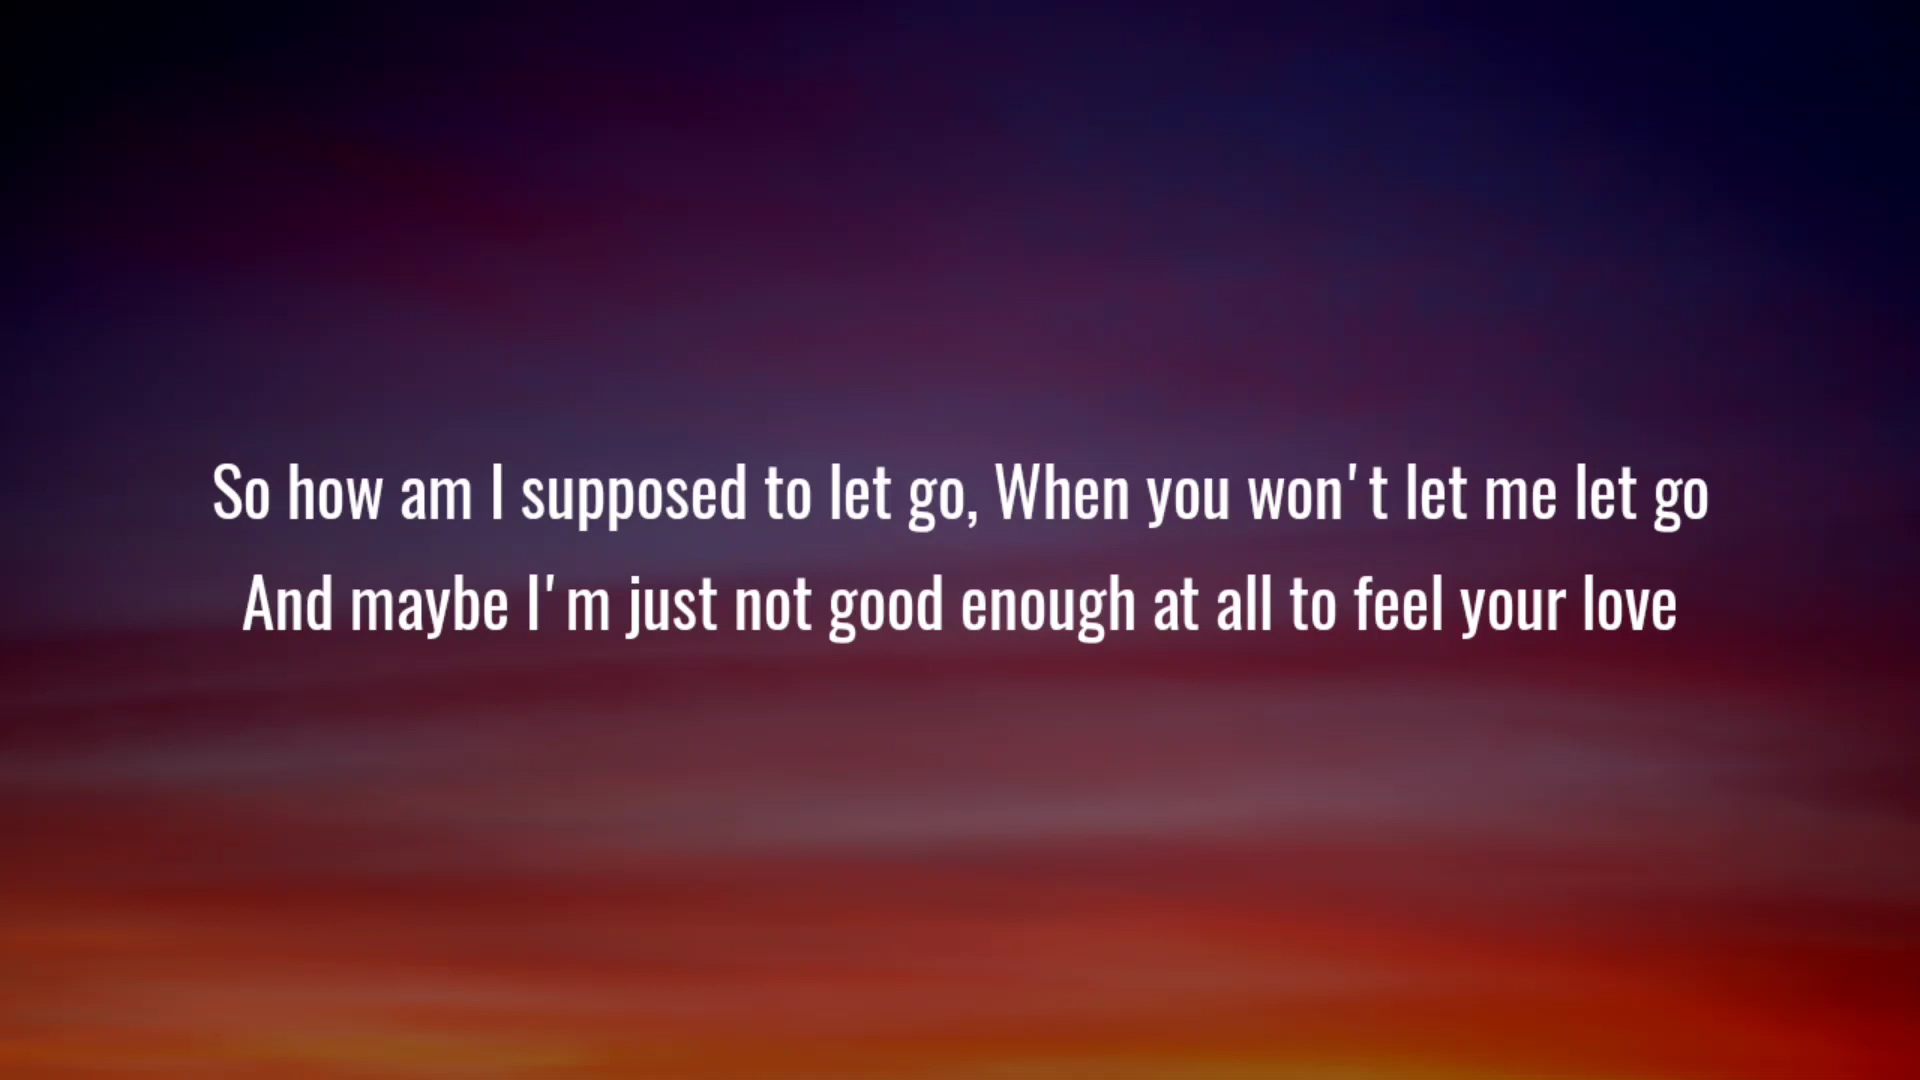 So how am I supposed to let go, When you won't let me let go
And maybe I'm just not good enough at all to feel your love